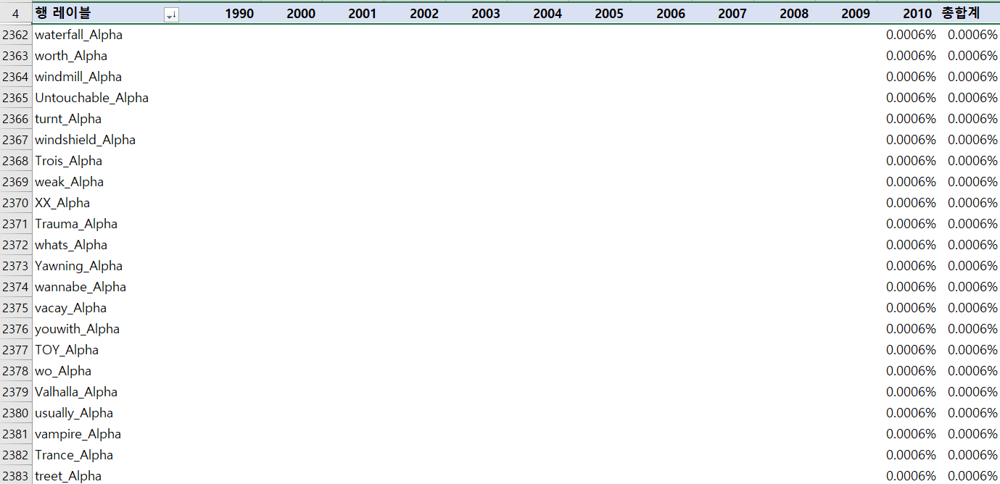 4 행 레이블 1990 2000 2001 2002 2003 2004 2005 2006 2007 2008 2009 2010 총합계
2362 waterfall_Alpha 0.0006% 0.0006%
2363 worth_Alpha 0.0006% 0.0006%
2364 windmill_Alpha 0.0006% 0.0006%
2365 Untouchable_Alpha 0.0006% 0.0006%
2366 turnt_Alpha 0.0006% 0.0006%
2367 windshield_Alpha 0.0006% 0.0006%
2368 Trois_Alpha 0.0006% 0.0006%
2369 weak_Alpha 0.0006% 0.0006%
2370 XX_Alpha 0.0006% 0.0006%
2371 Trauma_Alpha 0.0006% 0.0006%
2372 whats_Alpha 0.0006% 0.0006%
2373 Yawning_Alpha 0.0006% 0.0006%
2374 wannabe_Alpha 0.0006% 0.0006%
2375 vacay_Alpha 0.0006% 0.0006%
2376 youwith_Alpha 0.0006% 0.0006%
2377 TOY_Alpha 0.0006% 0.0006%
2378 wo_Alpha 0.0006% 0.0006%
2379 Valhalla_Alpha 0.0006% 0.0006%
2380 usually_Alpha 0.0006% 0.0006%
2381 vampire_Alpha 0.0006% 0.0006%
2382 Trance_Alpha 0.0006% 0.0006%
2383 treet_Alpha 0.0006% 0.0006%